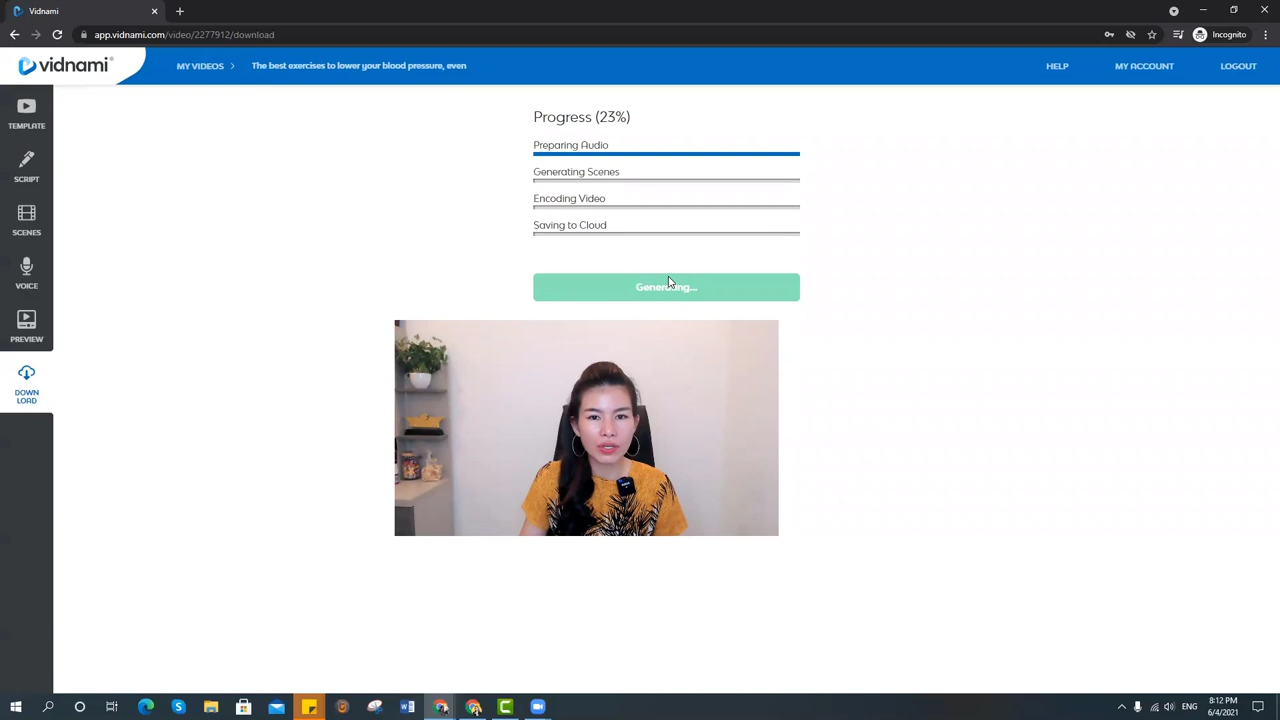 Vidnami
app.vidnami.com/video/2277912/download
Incognito
vidnami
MY VIDEOS
The best exercises to lower your blood pressure, even
HELP
MY ACCOUNT
LOGOUT
TEMPLATE
SCRIPT
SCENES
VOICE
PREVIEW
DOWN
LOAD
Progress (23%)
Preparing Audio
Generating Scenes
Encoding Video
Saving to Cloud
Generating...
ENG
8:12 PM
6/4/2021